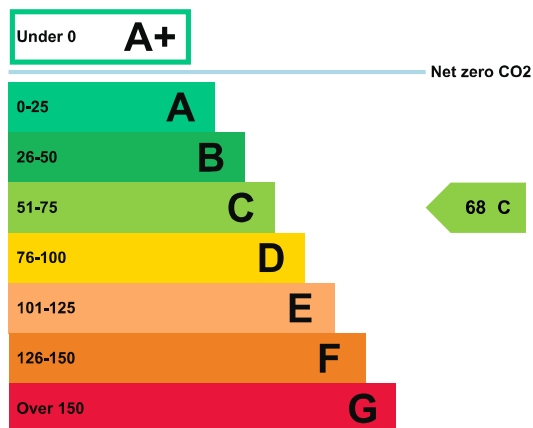 Under 0 A+
Net zero CO2
0-25 A
26-50 B
51-75 C
68 C
76-100 D
101-125 E
126-150 F
Over 150 G